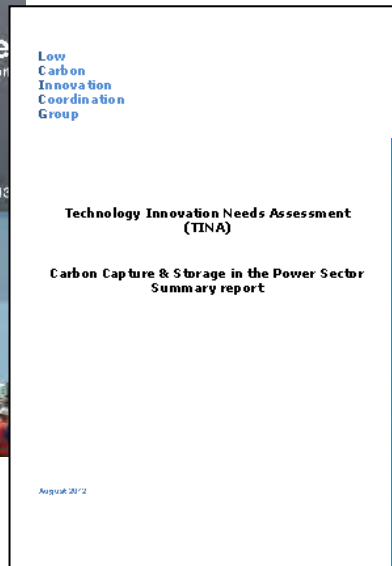 Low
Carbon
Innovation
Coordination
Group
Technology Innovation Needs Assessment
(TINA)
Carbon Capture & Storage in the Power Sector
Summary report
August 2012